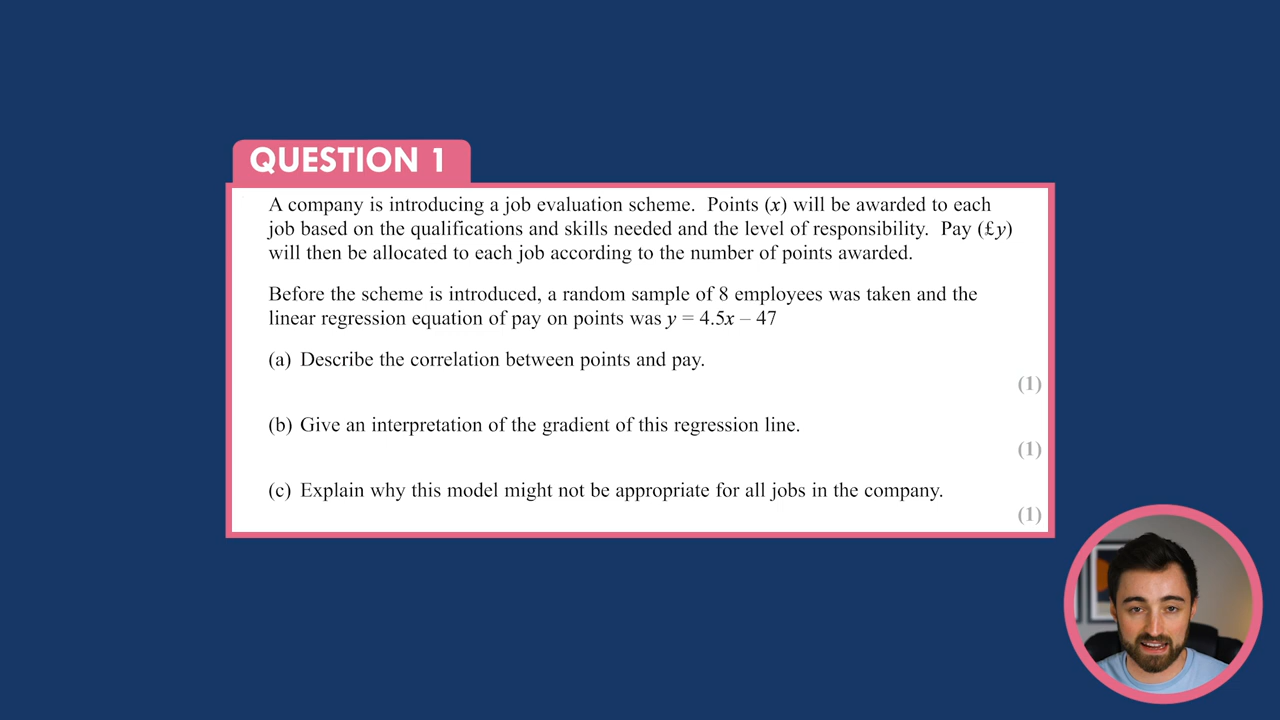 QUESTION 1
A company is introducing a job evaluation scheme. Points (x) will be awarded to each
job based on the qualifications and skills needed and the level of responsibility. Pay (£y)
will then be allocated to each job according to the number of points awarded.
Before the scheme is introduced, a random sample of 8 employees was taken and the
linear regression equation of pay on points was y = 4.5x – 47
(a) Describe the correlation between points and pay.
(1)
(b) Give an interpretation of the gradient of this regression line.
(1)
(c) Explain why this model might not be appropriate for all jobs in the company.
(1)